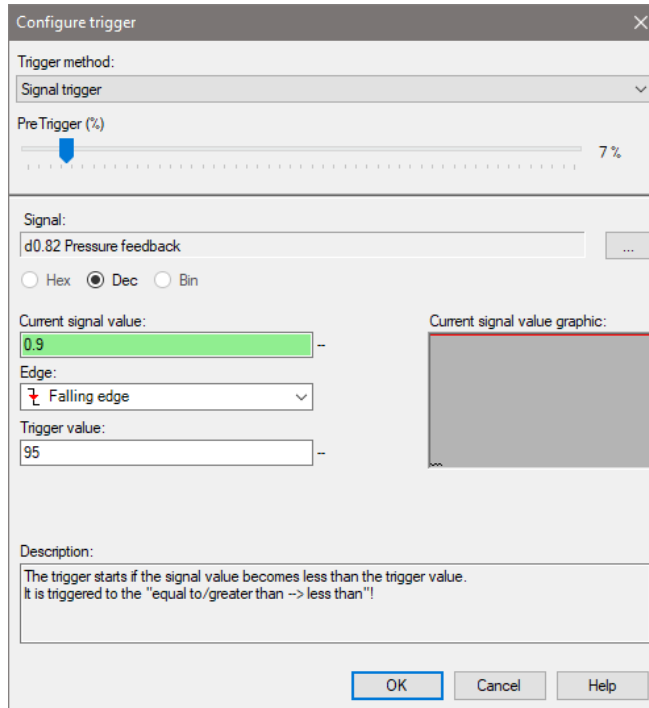 Configure trigger
Trigger method:
Signal trigger
Pre Trigger (%)
7 %
Signal:
d0.82 Pressure feedback
...
Hex
Dec
Bin
Current signal value:
0.9
--
Current signal value graphic:
Edge:
Falling edge
Trigger value:
95
--
Description:
The trigger starts if the signal value becomes less than the trigger value.
It is triggered to the "equal to/greater than --> less than"!
OK
Cancel
Help